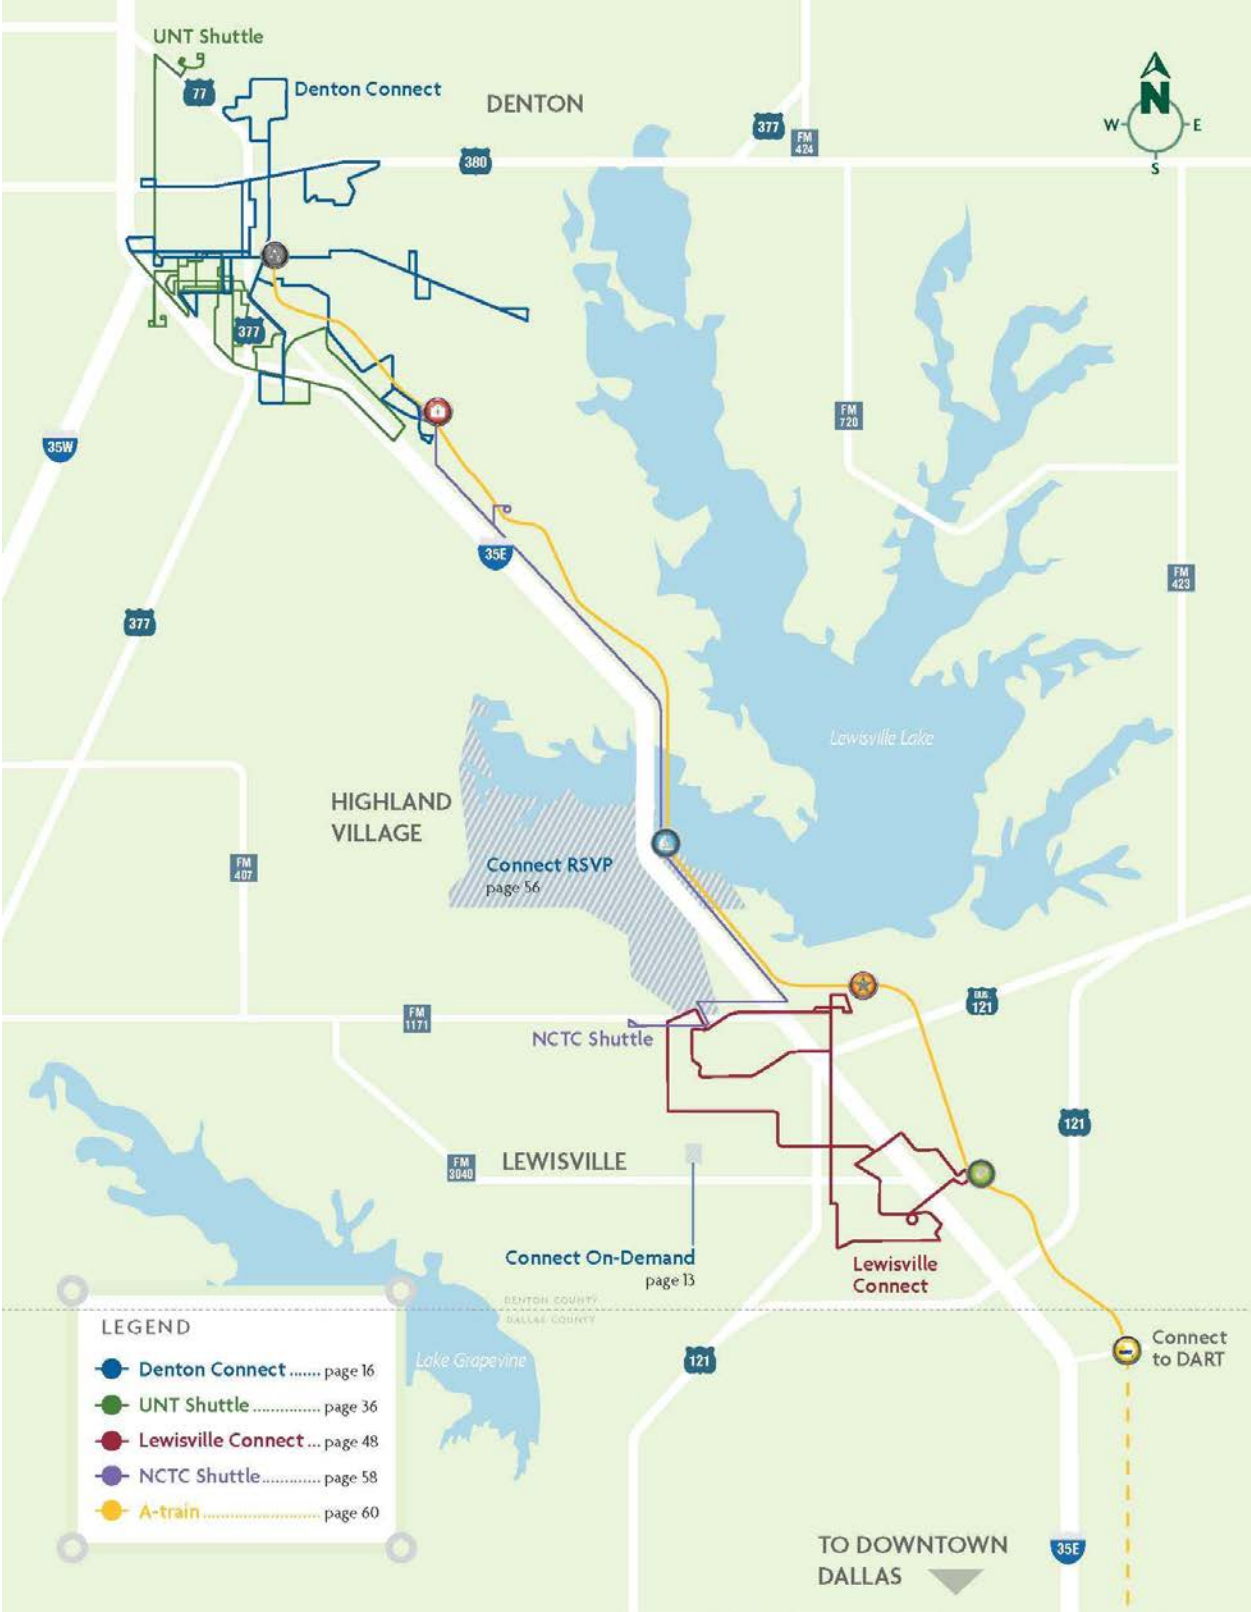 UNT Shuttle
77
Denton Connect
DENTON
377
FM
424
N
W
E
S
380
377
FM
720
35W
35E
FM
423
377
Lewisville Lake
HIGHLAND
VILLAGE
FM
407
Connect RSVP
page 56
BUS.
121
FM
1171
NCTC Shuttle
121
FM
3040
LEWISVILLE
Connect On-Demand
page 13
Lewisville
Connect
DENTON COUNTY
DALLAS COUNTY
LEGEND
Denton Connect ....... page 16
UNT Shuttle ............... page 36
Lewisville Connect ... page 48
NCTC Shuttle ............. page 58
A-train .......................... page 60
Lake Grapevine
121
Connect
to DART
TO DOWNTOWN
DALLAS
35E